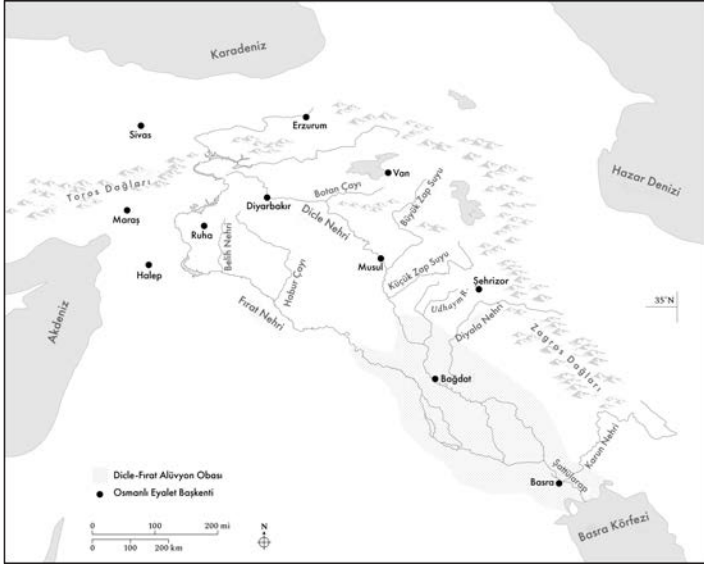 Karadeniz
Sivas
Erzurum
Hazar Denizi
Toros Dağları
Van
Botan Çayı
Büyük Zap Suyu
Maraş
Diyarbakır
Dicle Nehri
Ruha
Belih Nehri
Halep
Habur Çayı
Musul
Küçük Zap Suyu
Şehrizor
Udhaym R.
35°N
Akdeniz
Fırat Nehri
Diyala Nehri
Zagros Dağları
Bağdat
Karun Nehri
Şattülarap
Basra
Basra Körfezi
Dicle-Fırat Alüvyon Obası
Osmanlı Eyalet Başkenti
0 100 200 mi
0 100 200 km
N